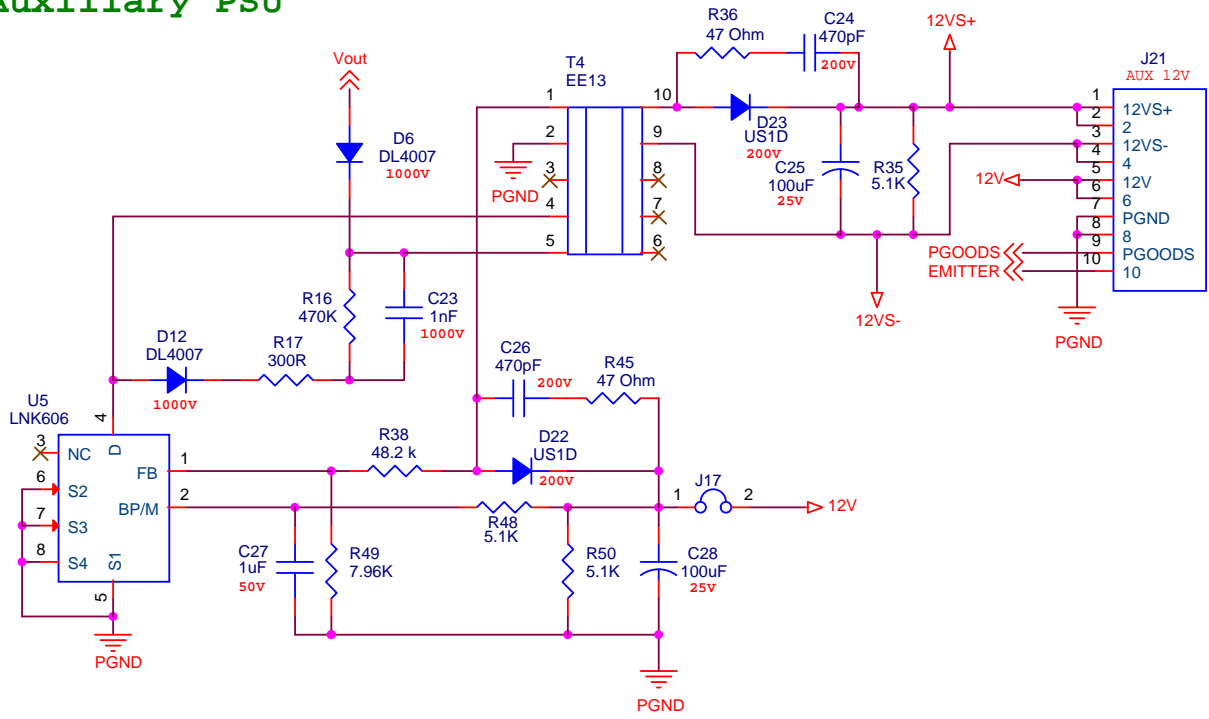 Auxiliary PSU
Vout
D6
DL4007
1000V
T4
EE13
1
2
3
4
5
10
9
8
7
6
PGND
R36
47 Ohm
C24
470pF
200V
D23
US1D
200V
C25
100uF
25V
R35
5.1K
12VS+
12VS-
J21
AUX 12V
1
2
3
4
5
6
7
8
9
10
12VS+
2
12VS-
4
12V
6
PGND
8
PGOODS
10
12V
PGOODS
EMITTER
PGND
R16
470K
C23
1nF
1000V
D12
DL4007
1000V
R17
300R
C26
470pF
200V
R45
47 Ohm
U5
LNK606
4
D
3
NC
6
S2
7
S3
8
S4
S1
5
FB
1
BP/M
2
PGND
R38
48.2 k
D22
US1D
200V
R48
5.1K
J17
1
2
12V
C27
1uF
50V
R49
7.96K
R50
5.1K
C28
100uF
25V
PGND